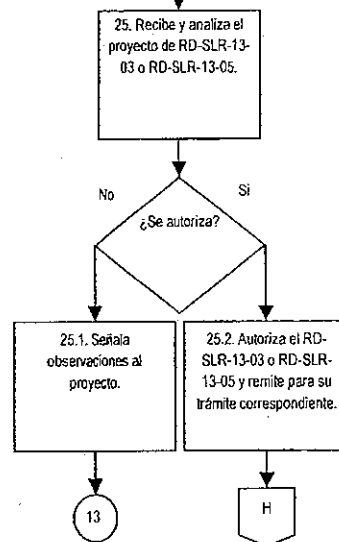 25. Recibe y analiza el
proyecto de RD-SLR-13-
03 o RD-SLR-13-05.
No
Si
¿Se autoriza?
25.1. Señala
observaciones al
proyecto.
25.2. Autoriza el RD-
SLR-13-03 o RD-SLR-
13-05 y remite para su
trámite correspondiente.
13
H